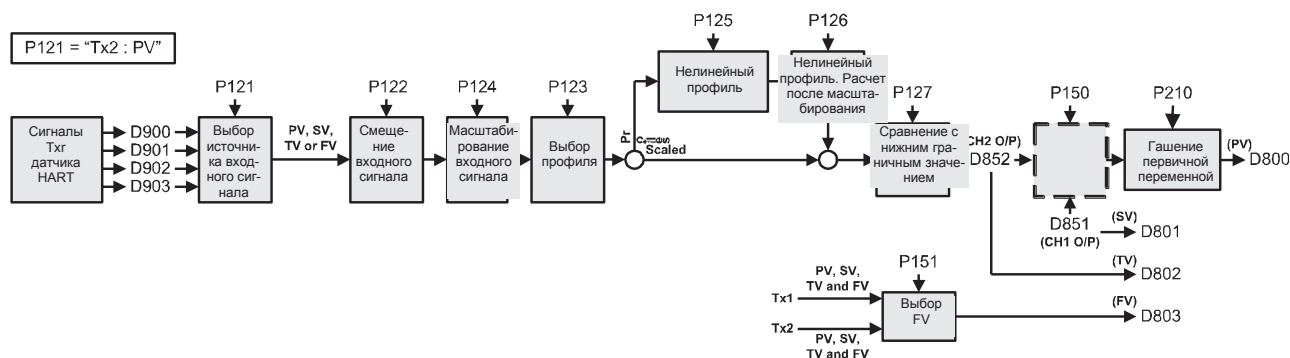 P125
P126
P121 = “Tx2 : PV”
Нелинейный
профиль
Нелинейный
профиль. Расчет
после масшта-
бирования
P121
P122
P124
P123
P127
P150
P210
Сигналы
Txr
датчика
HART
D900
D901
D902
D903
Выбор
источни-
ка вход-
ного сиг-
нала
PV, SV,
TV or FV
Смеще-
ние
входного
сигнала
Масштаби-
рование
входного
сигнала
Выбор
профиля
Pr
Scaled
Сравнение с
нижним гра-
ничным значе-
нием
CH2 O/P)
D852
Гашение
первичной
переменной
(PV)
D800
D851
(CH1 O/P)
(SV)
D801
(TV)
D802
PV, SV,
TV and FV
P151
Tx1
Выбор
FV
(FV)
D803
Tx2
PV, SV,
TV and FV